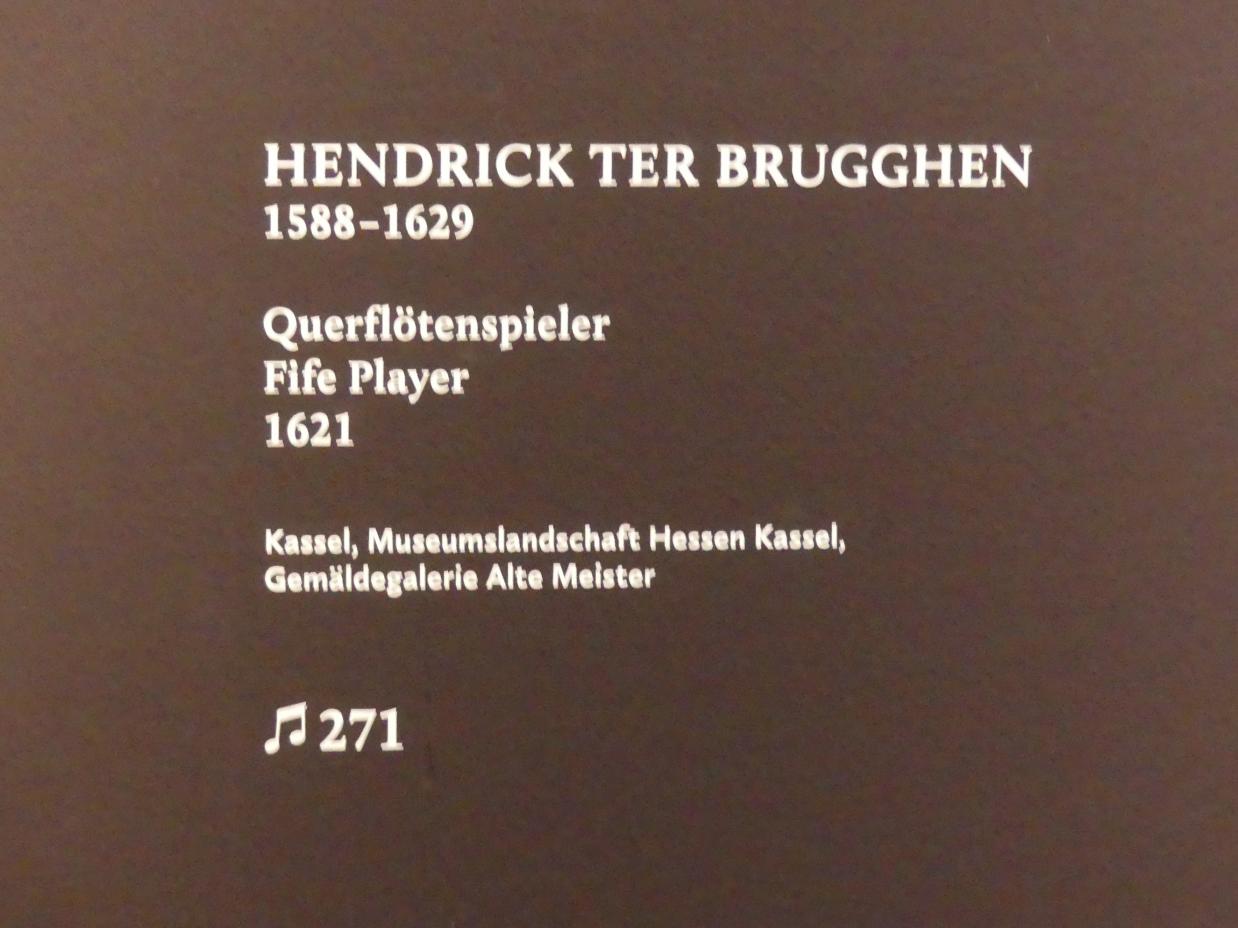 HENDRICK TER BRUGGHEN
1588–1629
Querflötenspieler
Fife Player
1621
Kassel, Museumslandschaft Hessen Kassel,
Gemäldegalerie Alte Meister
♫ 271